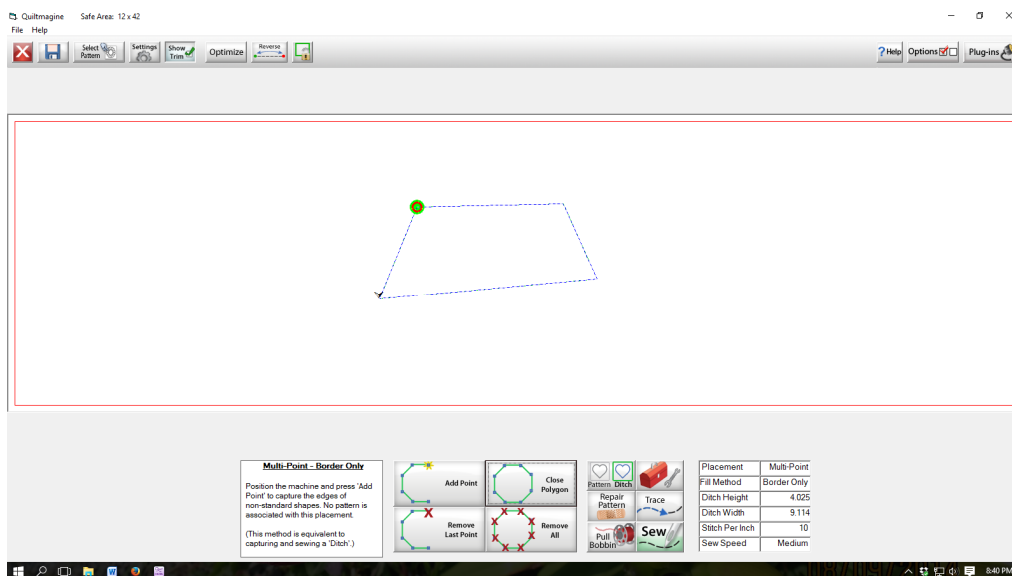 Quiltmagine Safe Area: 12 x 42
File Help
Select Pattern
Settings
Show Trim
Optimize
Reverse
? Help
Options
Plug-ins
Multi-Point - Border Only
Position the machine and press 'Add
Point' to capture the edges of
non-standard shapes. No pattern is
associated with this placement.
(This method is equivalent to
capturing and sewing a 'Ditch'.)
Add Point
Close
Polygon
Remove
Last Point
Remove
All
Pattern Ditch
Repair
Pattern
Trace
Pull
Bobbin
Sew
Placement Multi-Point
Fill Method Border Only
Ditch Height 4.025
Ditch Width 9.114
Stitch Per Inch 10
Sew Speed Medium
8:40 PM